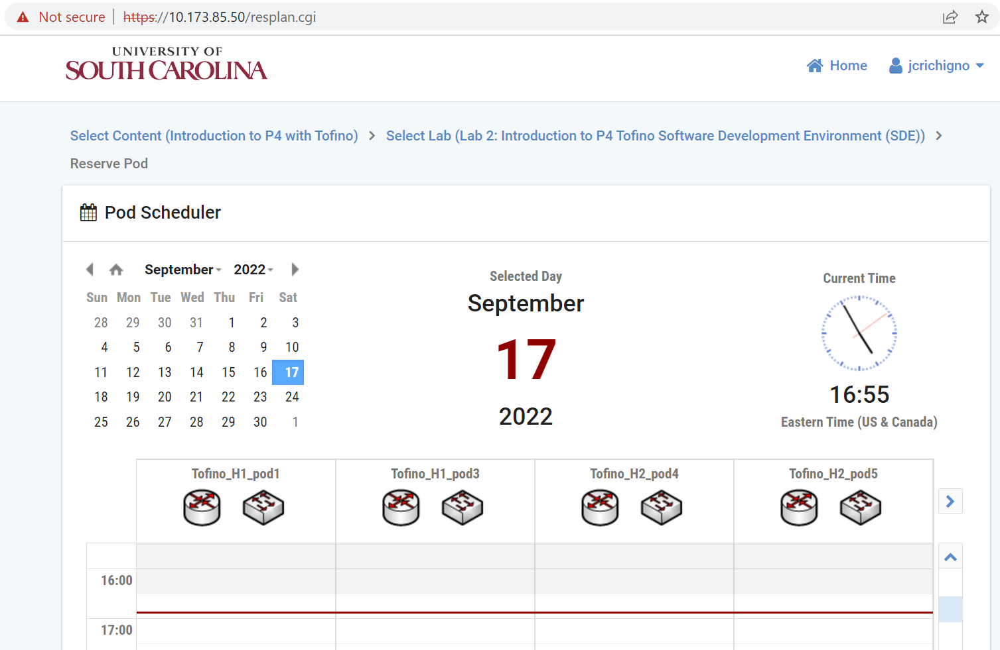 Not secure | https://10.173.85.50/resplan.cgi
UNIVERSITY OF
SOUTH CAROLINA
Home jcrichigno
Select Content (Introduction to P4 with Tofino) > Select Lab (Lab 2: Introduction to P4 Tofino Software Development Environment (SDE)) >
Reserve Pod
Pod Scheduler
September 2022
Sun Mon Tue Wed Thu Fri Sat
28 29 30 31 1 2 3
4 5 6 7 8 9 10
11 12 13 14 15 16 17
18 19 20 21 22 23 24
25 26 27 28 29 30 1
Selected Day
September
17
2022
Current Time
16:55
Eastern Time (US & Canada)
Tofino_H1_pod1 Tofino_H1_pod3 Tofino_H2_pod4 Tofino_H2_pod5
16:00
17:00